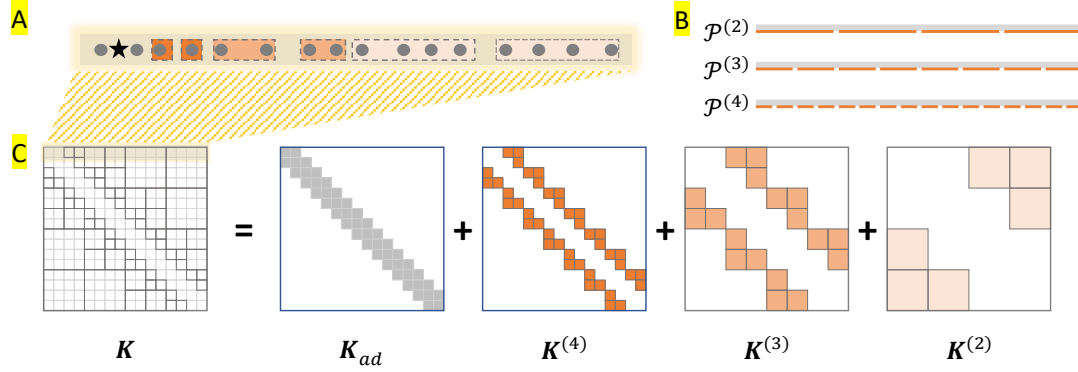 A
B
𝒫^(2)
𝒫^(3)
𝒫^(4)
C
= + + +
K K_ad K^(4) K^(3) K^(2)